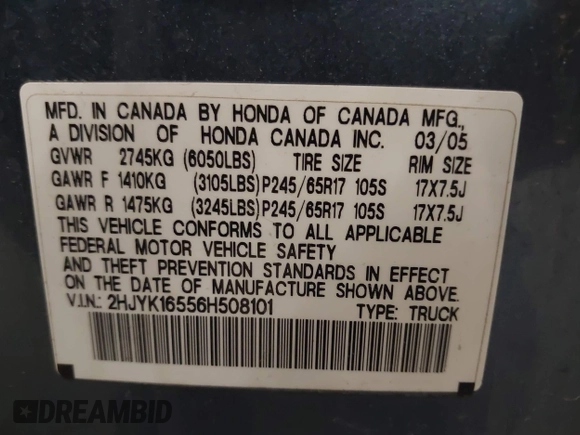 MFD. IN CANADA BY HONDA OF CANADA MFG.,
A DIVISION OF HONDA CANADA INC. 03/05
GVWR 2745KG (6050LBS) TIRE SIZE RIM SIZE
GAWR F 1410KG (3105LBS) P245/65R17 105S 17X7.5J
GAWR R 1475KG (3245LBS) P245/65R17 105S 17X7.5J
THIS VEHICLE CONFORMS TO ALL APPLICABLE
FEDERAL MOTOR VEHICLE SAFETY
AND THEFT PREVENTION STANDARDS IN EFFECT
ON THE DATE OF MANUFACTURE SHOWN ABOVE.
V.I.N.: 2HJYK16556H508101 TYPE: TRUCK
DREAMBID